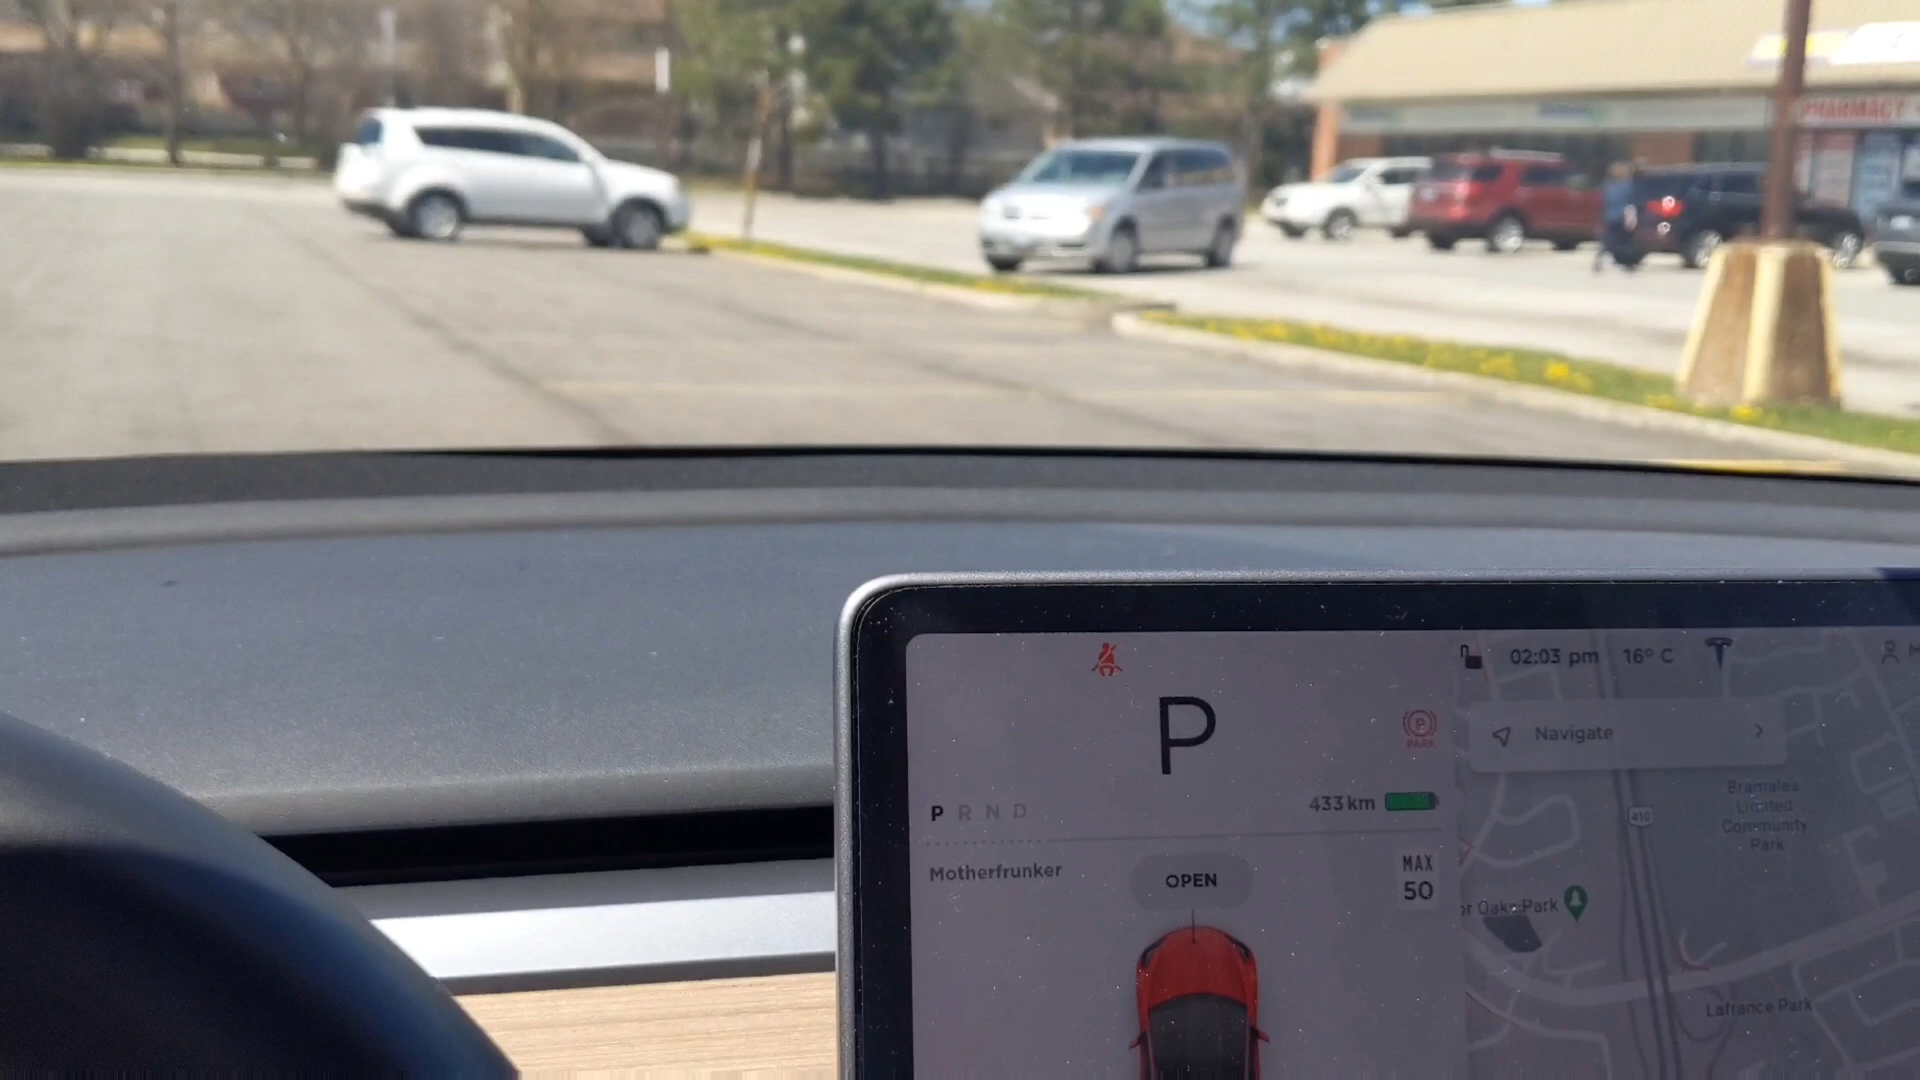 PHARMACY
02:03 pm 16° C
P
PARK
Navigate
P R N D
433 km
Bramalea
Limited
Community
Park
410
Motherfrunker
OPEN
MAX
50
or Oaks Park
Lafrance Park